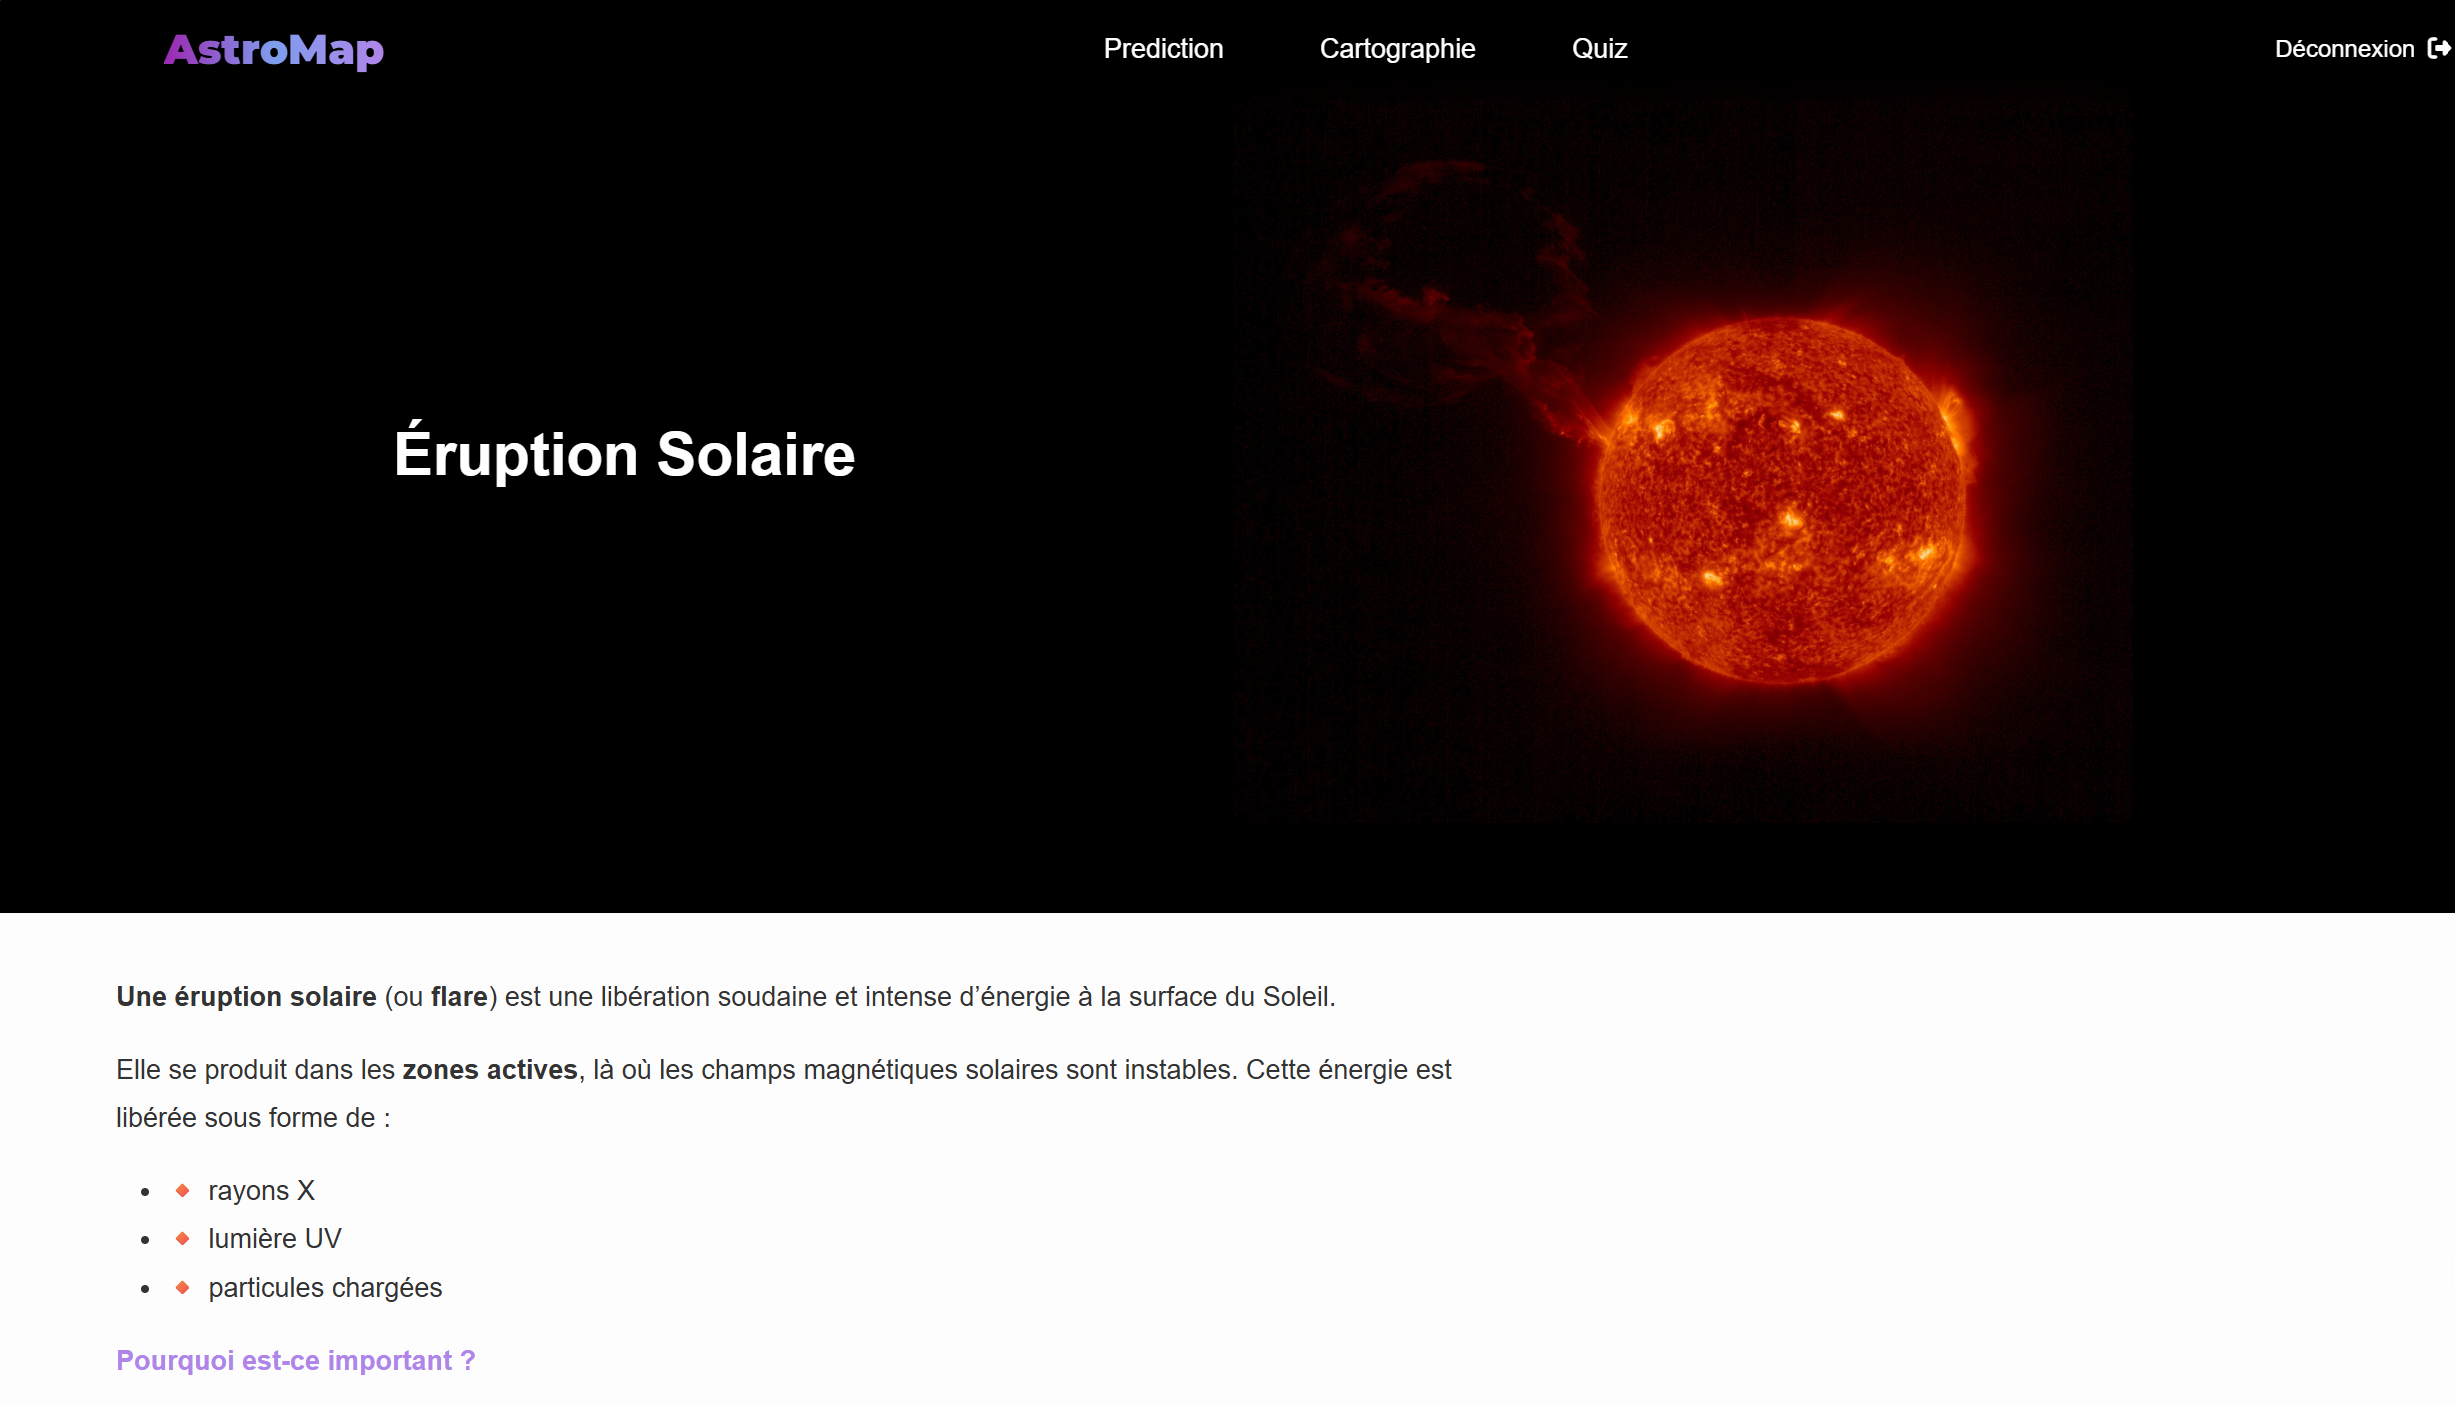 AstroMap
Prediction
Cartographie
Quiz
Déconnexion
Éruption Solaire
Une éruption solaire (ou flare) est une libération soudaine et intense d’énergie à la surface du Soleil.
Elle se produit dans les zones actives, là où les champs magnétiques solaires sont instables. Cette énergie est
libérée sous forme de :
rayons X
lumière UV
particules chargées
Pourquoi est-ce important ?